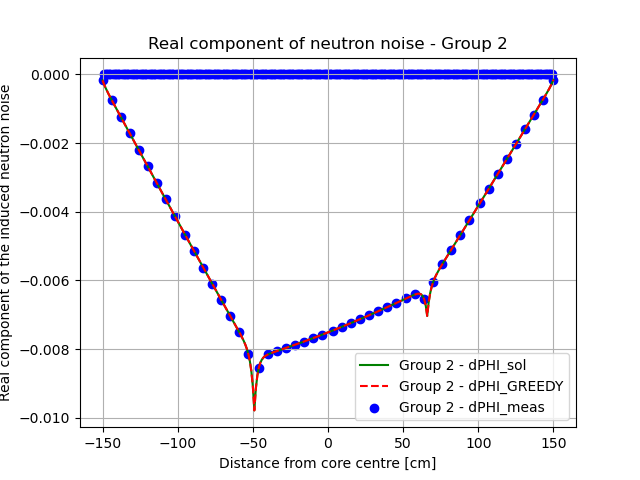 Real component of neutron noise - Group 2
Real component of the induced neutron noise
0.000
−0.002
−0.004
−0.006
−0.008
−0.010
−150
−100
−50
0
50
100
150
Distance from core centre [cm]
Group 2 - dPHI_sol
Group 2 - dPHI_GREEDY
Group 2 - dPHI_meas